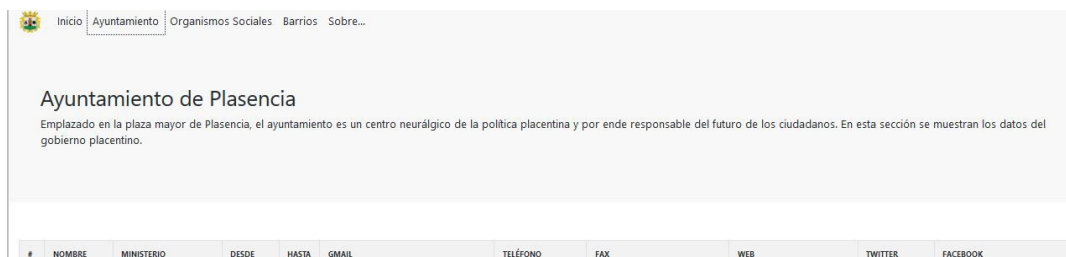 Inicio Ayuntamiento Organismos Sociales Barrios Sobre...
Ayuntamiento de Plasencia
Emplazado en la plaza mayor de Plasencia, el ayuntamiento es un centro neurálgico de la política placentina y por ende responsable del futuro de los ciudadanos. En esta sección se muestran los datos del
gobierno placentino.
# NOMBRE MINISTERIO DESDE HASTA GMAIL TELÉFONO FAX WEB TWITTER FACEBOOK